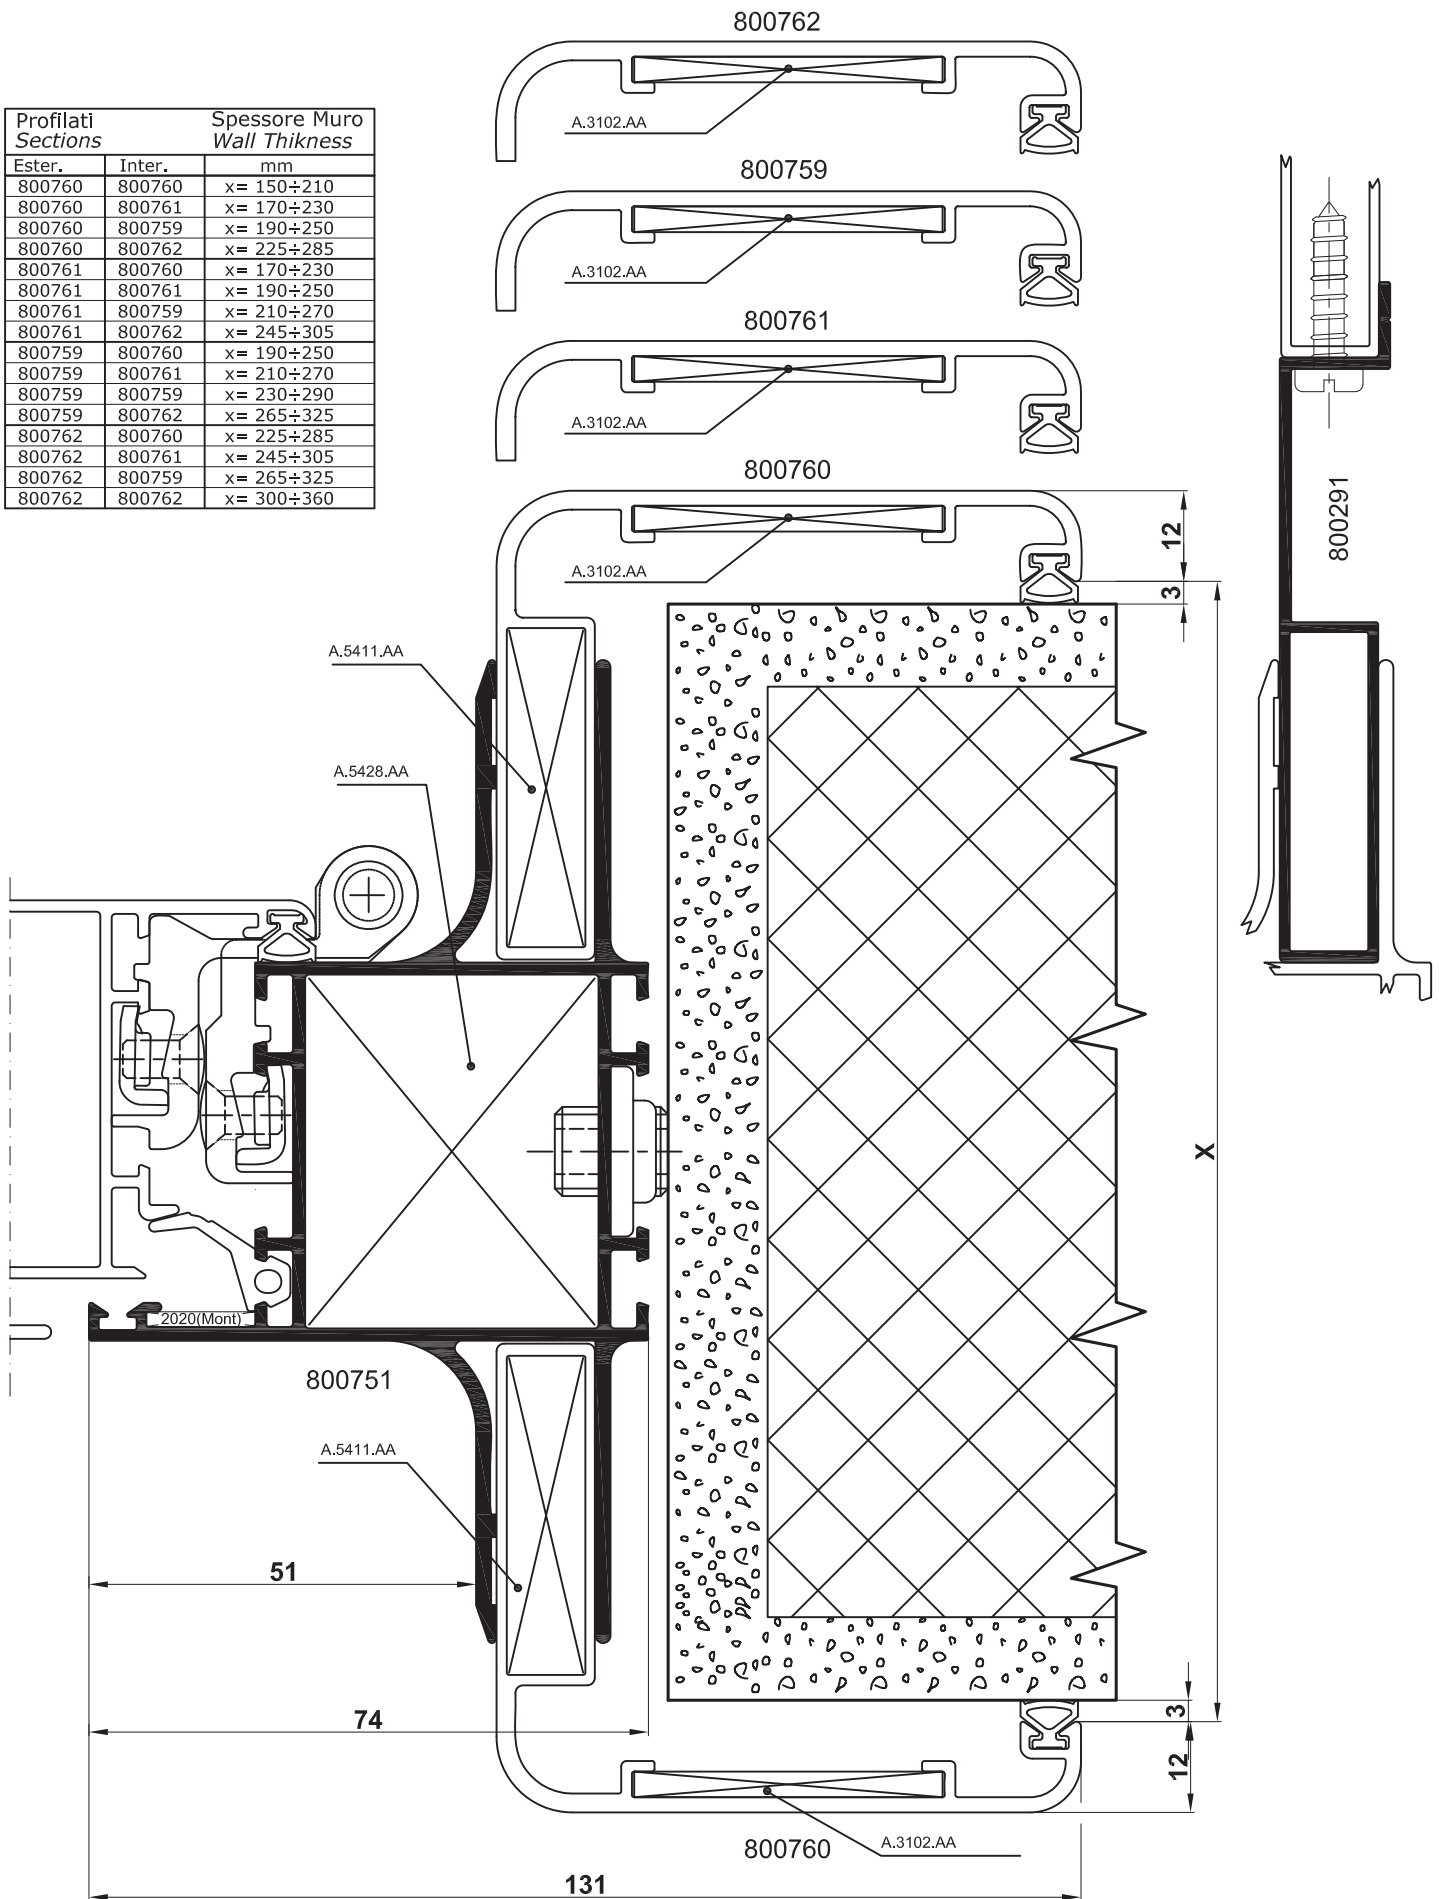 800762
A.3102.AA
Profilati Spessore Muro
Sections Wall Thikness
Ester. Inter. mm
800760 800760 x= 150÷210
800760 800761 x= 170÷230
800760 800759 x= 190÷250
800760 800762 x= 225÷285
800761 800760 x= 170÷230
800761 800761 x= 190÷250
800761 800759 x= 210÷270
800761 800762 x= 245÷305
800759 800760 x= 190÷250
800759 800761 x= 210÷270
800759 800759 x= 230÷290
800759 800762 x= 265÷325
800762 800760 x= 225÷285
800762 800761 x= 245÷305
800762 800759 x= 265÷325
800762 800762 x= 300÷360
800759
A.3102.AA
800761
A.3102.AA
800760
A.3102.AA
12
3
800291
A.5411.AA
A.5428.AA
X
2020(Mont)
800751
A.5411.AA
51
74
3
12
800760
A.3102.AA
131